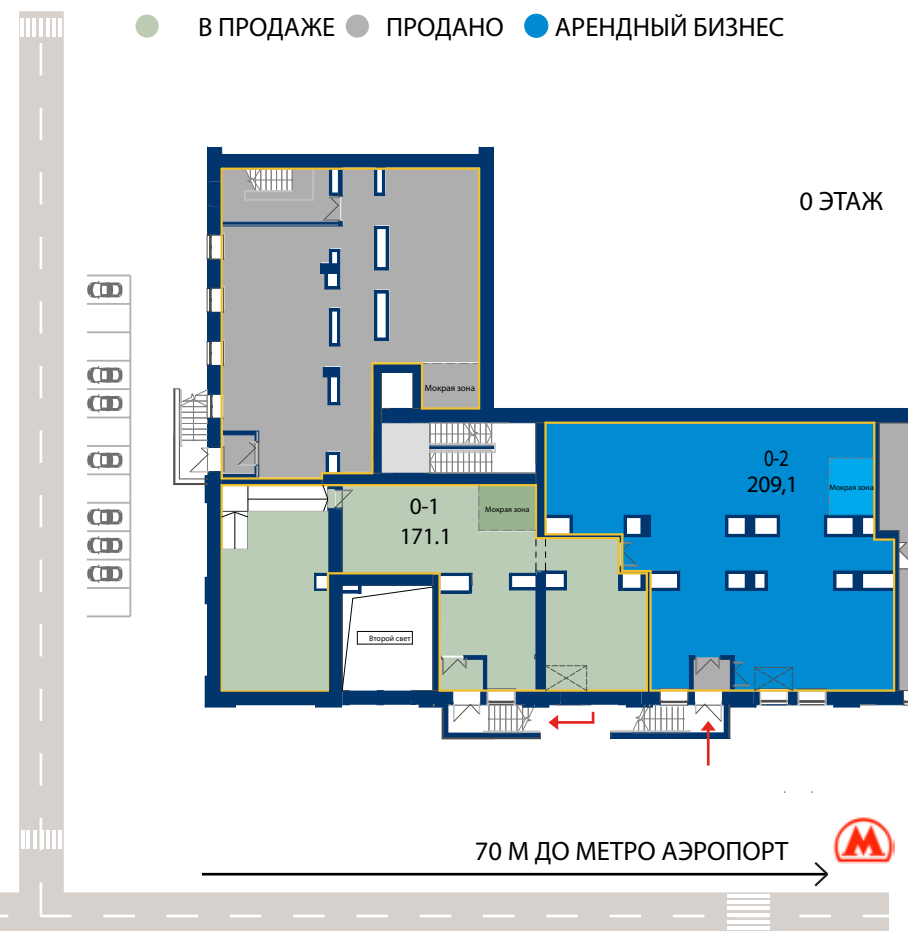 В ПРОДАЖЕ
ПРОДАНО
АРЕНДНЫЙ БИЗНЕС
0 ЭТАЖ
Мокрая зона
0-2
209,1
Мокрая зона
0-1
171.1
Мокрая зона
Второй свет
70 М ДО МЕТРО АЭРОПОРТ
М